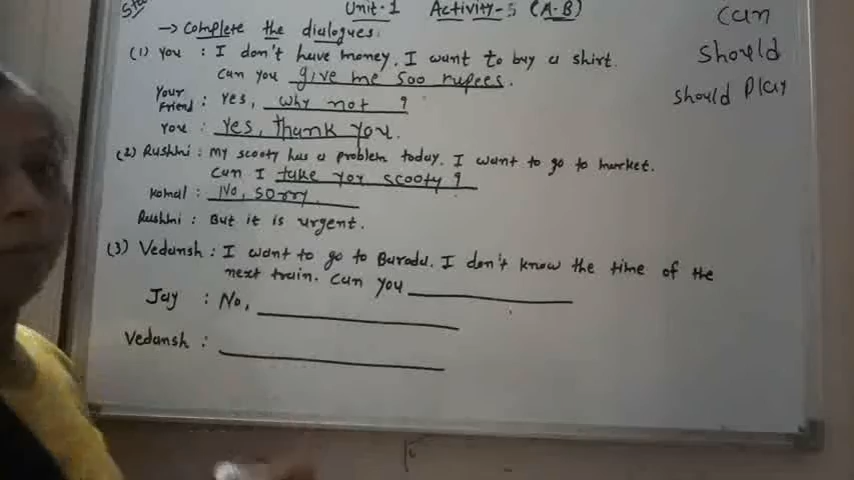 Unit-1 Activity-5 (A-B)
can
should
should play
→ Complete the dialogues.
(1) You : I don't have money. I want to buy a shirt.
can you give me 500 rupees.
Your Friend : Yes, why not ?
You : Yes, thank you.
(2) Rushhi : My scooty has a problem today. I want to go to market.
Can I take yor scooty ?
Komal : No, sorry
Rushhi : But it is urgent.
(3) Vedansh : I want to go to Baroda. I don't know the time of the
next train. Can you
Jay : No,
Vedansh :